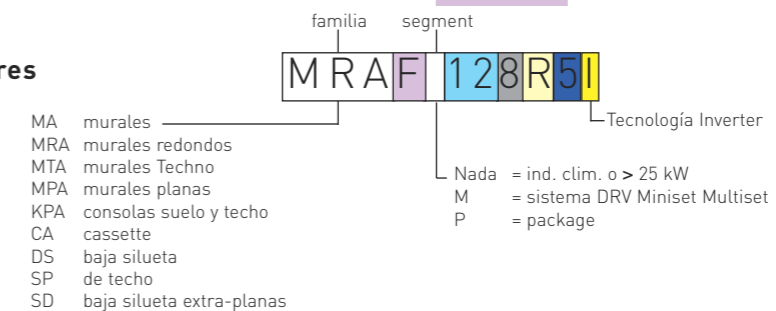 familia segment
res
MRAF 128R5I
Tecnología Inverter
MA murales
MRA murales redondos
MTA murales Techno
MPA murales planas
KPA consolas suelo y techo
CA cassette
DS baja silueta
SP de techo
SD baja silueta extra-planas
Nada = ind. clim. o > 25 kW
M = sistema DRV Miniset Multiset
P = package